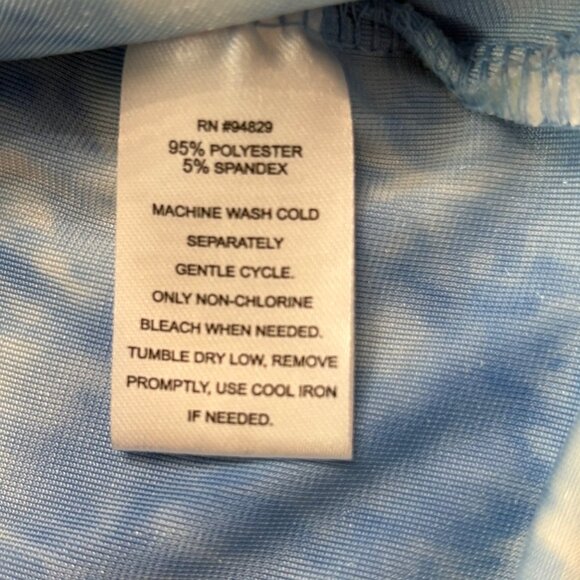 RN #94829
95% POLYESTER
5% SPANDEX
MACHINE WASH COLD
SEPARATELY
GENTLE CYCLE.
ONLY NON-CHLORINE
BLEACH WHEN NEEDED.
TUMBLE DRY LOW, REMOVE
PROMPTLY, USE COOL IRON
IF NEEDED.